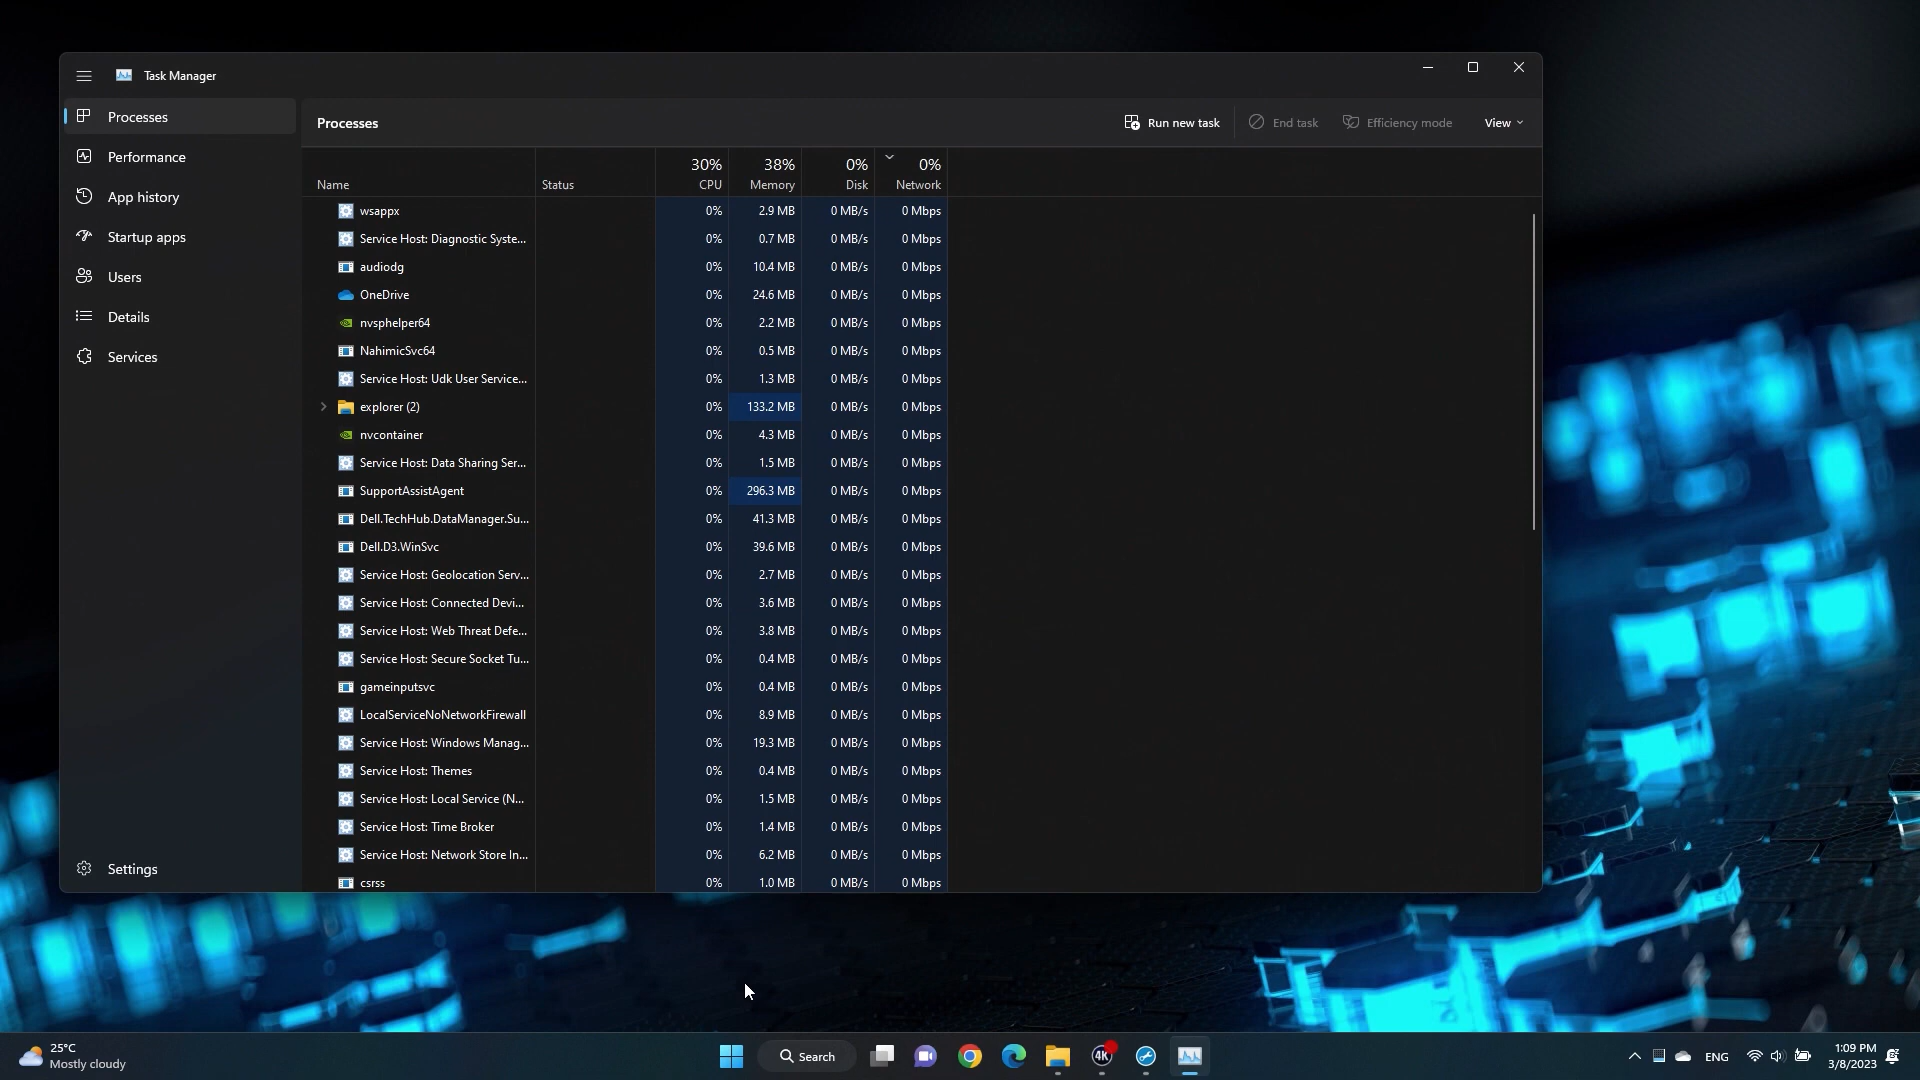 Task Manager
Processes
Performance
App history
Startup apps
Users
Details
Services
Settings
Processes
Run new task
End task
Efficiency mode
View
30% 38% 0% 0%
Name Status CPU Memory Disk Network
wsappx 0% 2.9 MB 0 MB/s 0 Mbps
Service Host: Diagnostic Syste... 0% 0.7 MB 0 MB/s 0 Mbps
audiodg 0% 10.4 MB 0 MB/s 0 Mbps
OneDrive 0% 24.6 MB 0 MB/s 0 Mbps
nvsphelper64 0% 2.2 MB 0 MB/s 0 Mbps
NahimicSvc64 0% 0.5 MB 0 MB/s 0 Mbps
Service Host: Udk User Service... 0% 1.3 MB 0 MB/s 0 Mbps
explorer (2) 0% 133.2 MB 0 MB/s 0 Mbps
nvcontainer 0% 4.3 MB 0 MB/s 0 Mbps
Service Host: Data Sharing Ser... 0% 1.5 MB 0 MB/s 0 Mbps
SupportAssistAgent 0% 296.3 MB 0 MB/s 0 Mbps
Dell.TechHub.DataManager.Su... 0% 41.3 MB 0 MB/s 0 Mbps
Dell.D3.WinSvc 0% 39.6 MB 0 MB/s 0 Mbps
Service Host: Geolocation Serv... 0% 2.7 MB 0 MB/s 0 Mbps
Service Host: Connected Devi... 0% 3.6 MB 0 MB/s 0 Mbps
Service Host: Web Threat Defe... 0% 3.8 MB 0 MB/s 0 Mbps
Service Host: Secure Socket Tu... 0% 0.4 MB 0 MB/s 0 Mbps
gameinputsvc 0% 0.4 MB 0 MB/s 0 Mbps
LocalServiceNoNetworkFirewall 0% 8.9 MB 0 MB/s 0 Mbps
Service Host: Windows Manag... 0% 19.3 MB 0 MB/s 0 Mbps
Service Host: Themes 0% 0.4 MB 0 MB/s 0 Mbps
Service Host: Local Service (N... 0% 1.5 MB 0 MB/s 0 Mbps
Service Host: Time Broker 0% 1.4 MB 0 MB/s 0 Mbps
Service Host: Network Store In... 0% 6.2 MB 0 MB/s 0 Mbps
csrss 0% 1.0 MB 0 MB/s 0 Mbps
25°C
Mostly cloudy
Search
4K
ENG
1:09 PM
3/8/2023